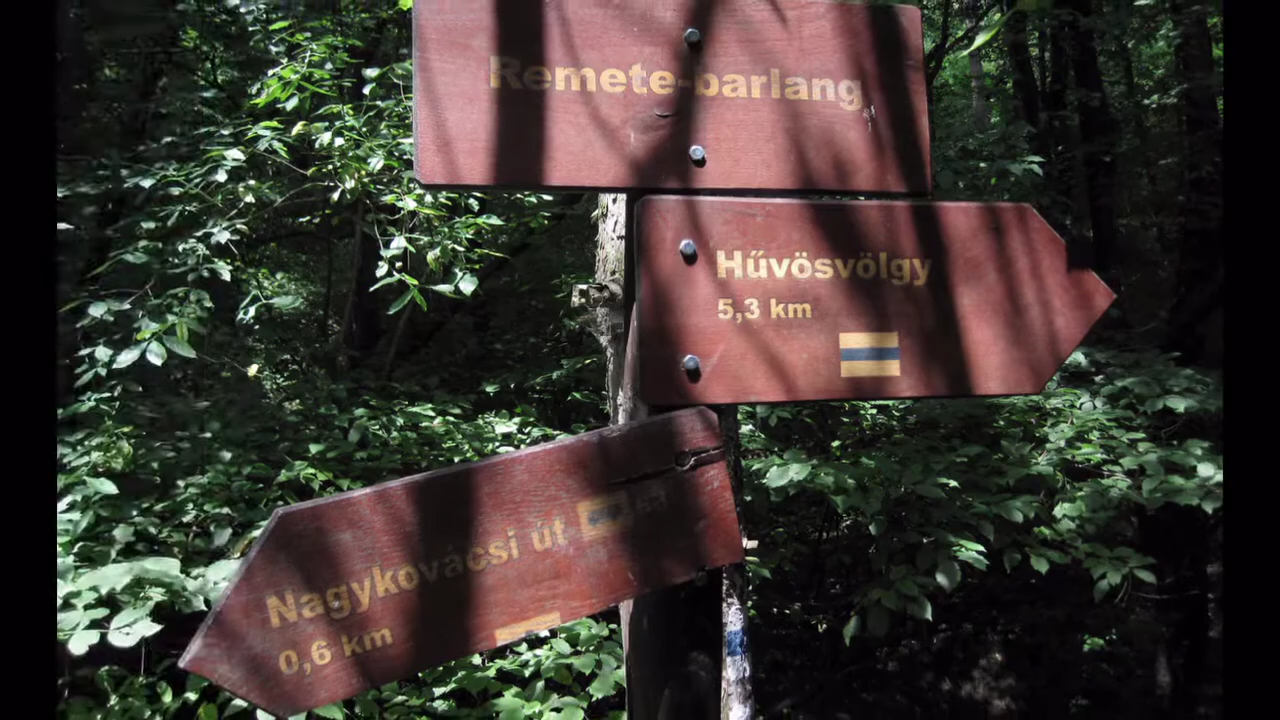 Remete-barlang
Hűvösvölgy
5,3 km
Nagykovácsi út
0,6 km